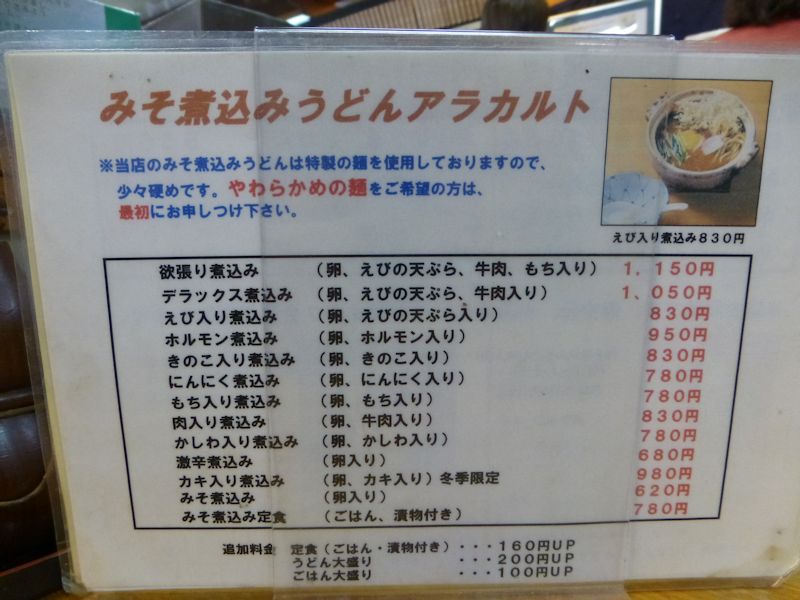 みそ煮込みうどんアラカルト
※当店のみそ煮込みうどんは特製の麺を使用しておりますので、
少々硬めです。やわらかめの麺をご希望の方は、
最初にお申しつけ下さい。
えび入り煮込み830円
欲張り煮込み （卵、えびの天ぷら、牛肉、もち入り） 1,150円
デラックス煮込み （卵、えびの天ぷら、牛肉入り） 1,050円
えび入り煮込み （卵、えびの天ぷら入り） 830円
ホルモン煮込み （卵、ホルモン入り） 950円
きのこ入り煮込み （卵、きのこ入り） 830円
にんにく煮込み （卵、にんにく入り） 780円
もち入り煮込み （卵、もち入り） 780円
肉入り煮込み （卵、牛肉入り） 830円
かしわ入り煮込み （卵、かしわ入り） 780円
激辛煮込み （卵入り） 680円
カキ入り煮込み （卵、カキ入り）冬季限定 980円
みそ煮込み （卵入り） 620円
みそ煮込み定食 （ごはん、漬物付き） 780円
追加料金 定食（ごはん・漬物付き）・・・160円UP
うどん大盛り ・・・200円UP
ごはん大盛り ・・・100円UP